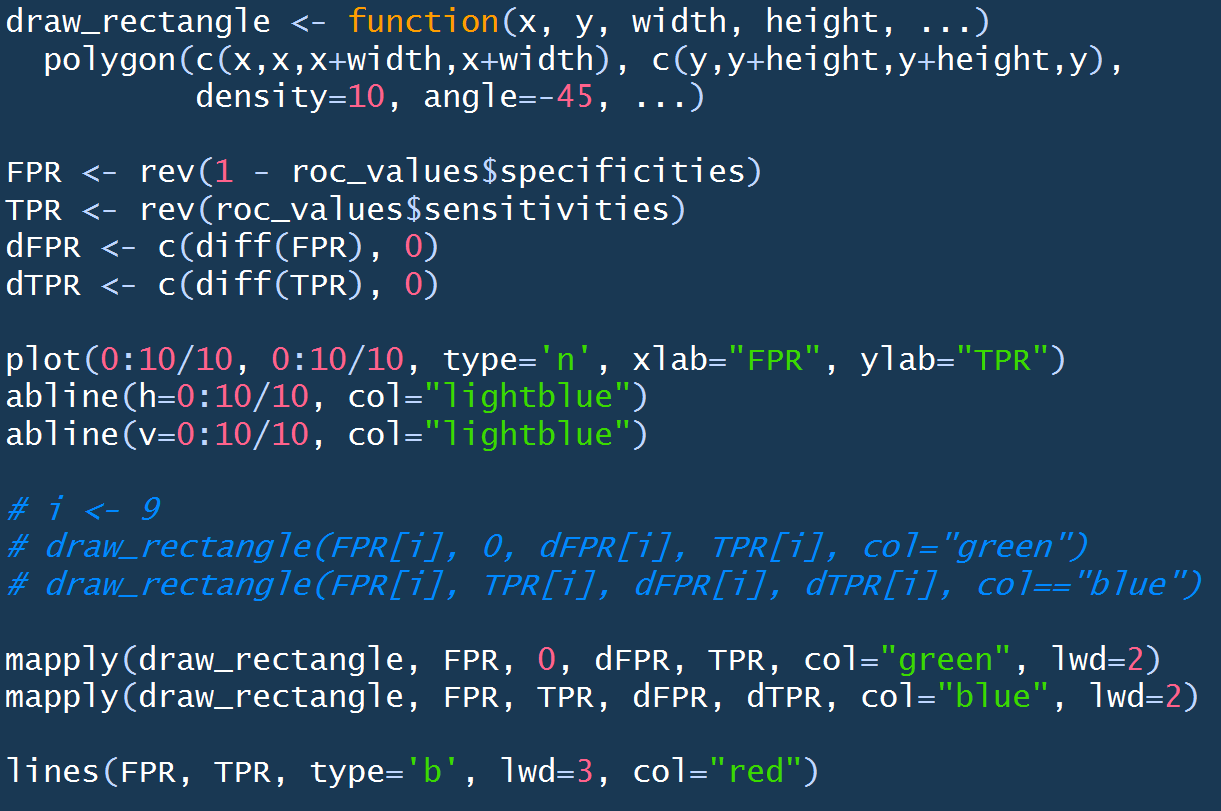 draw_rectangle <- function(x, y, width, height, ...)
  polygon(c(x,x,x+width,x+width), c(y,y+height,y+height,y),
          density=10, angle=-45, ...)

FPR <- rev(1 - roc_values$specificities)
TPR <- rev(roc_values$sensitivities)
dFPR <- c(diff(FPR), 0)
dTPR <- c(diff(TPR), 0)

plot(0:10/10, 0:10/10, type='n', xlab="FPR", ylab="TPR")
abline(h=0:10/10, col="lightblue")
abline(v=0:10/10, col="lightblue")

# i <- 9
# draw_rectangle(FPR[i], 0, dFPR[i], TPR[i], col="green")
# draw_rectangle(FPR[i], TPR[i], dFPR[i], dTPR[i], col=="blue")

mapply(draw_rectangle, FPR, 0, dFPR, TPR, col="green", lwd=2)
mapply(draw_rectangle, FPR, TPR, dFPR, dTPR, col="blue", lwd=2)

lines(FPR, TPR, type='b', lwd=3, col="red")